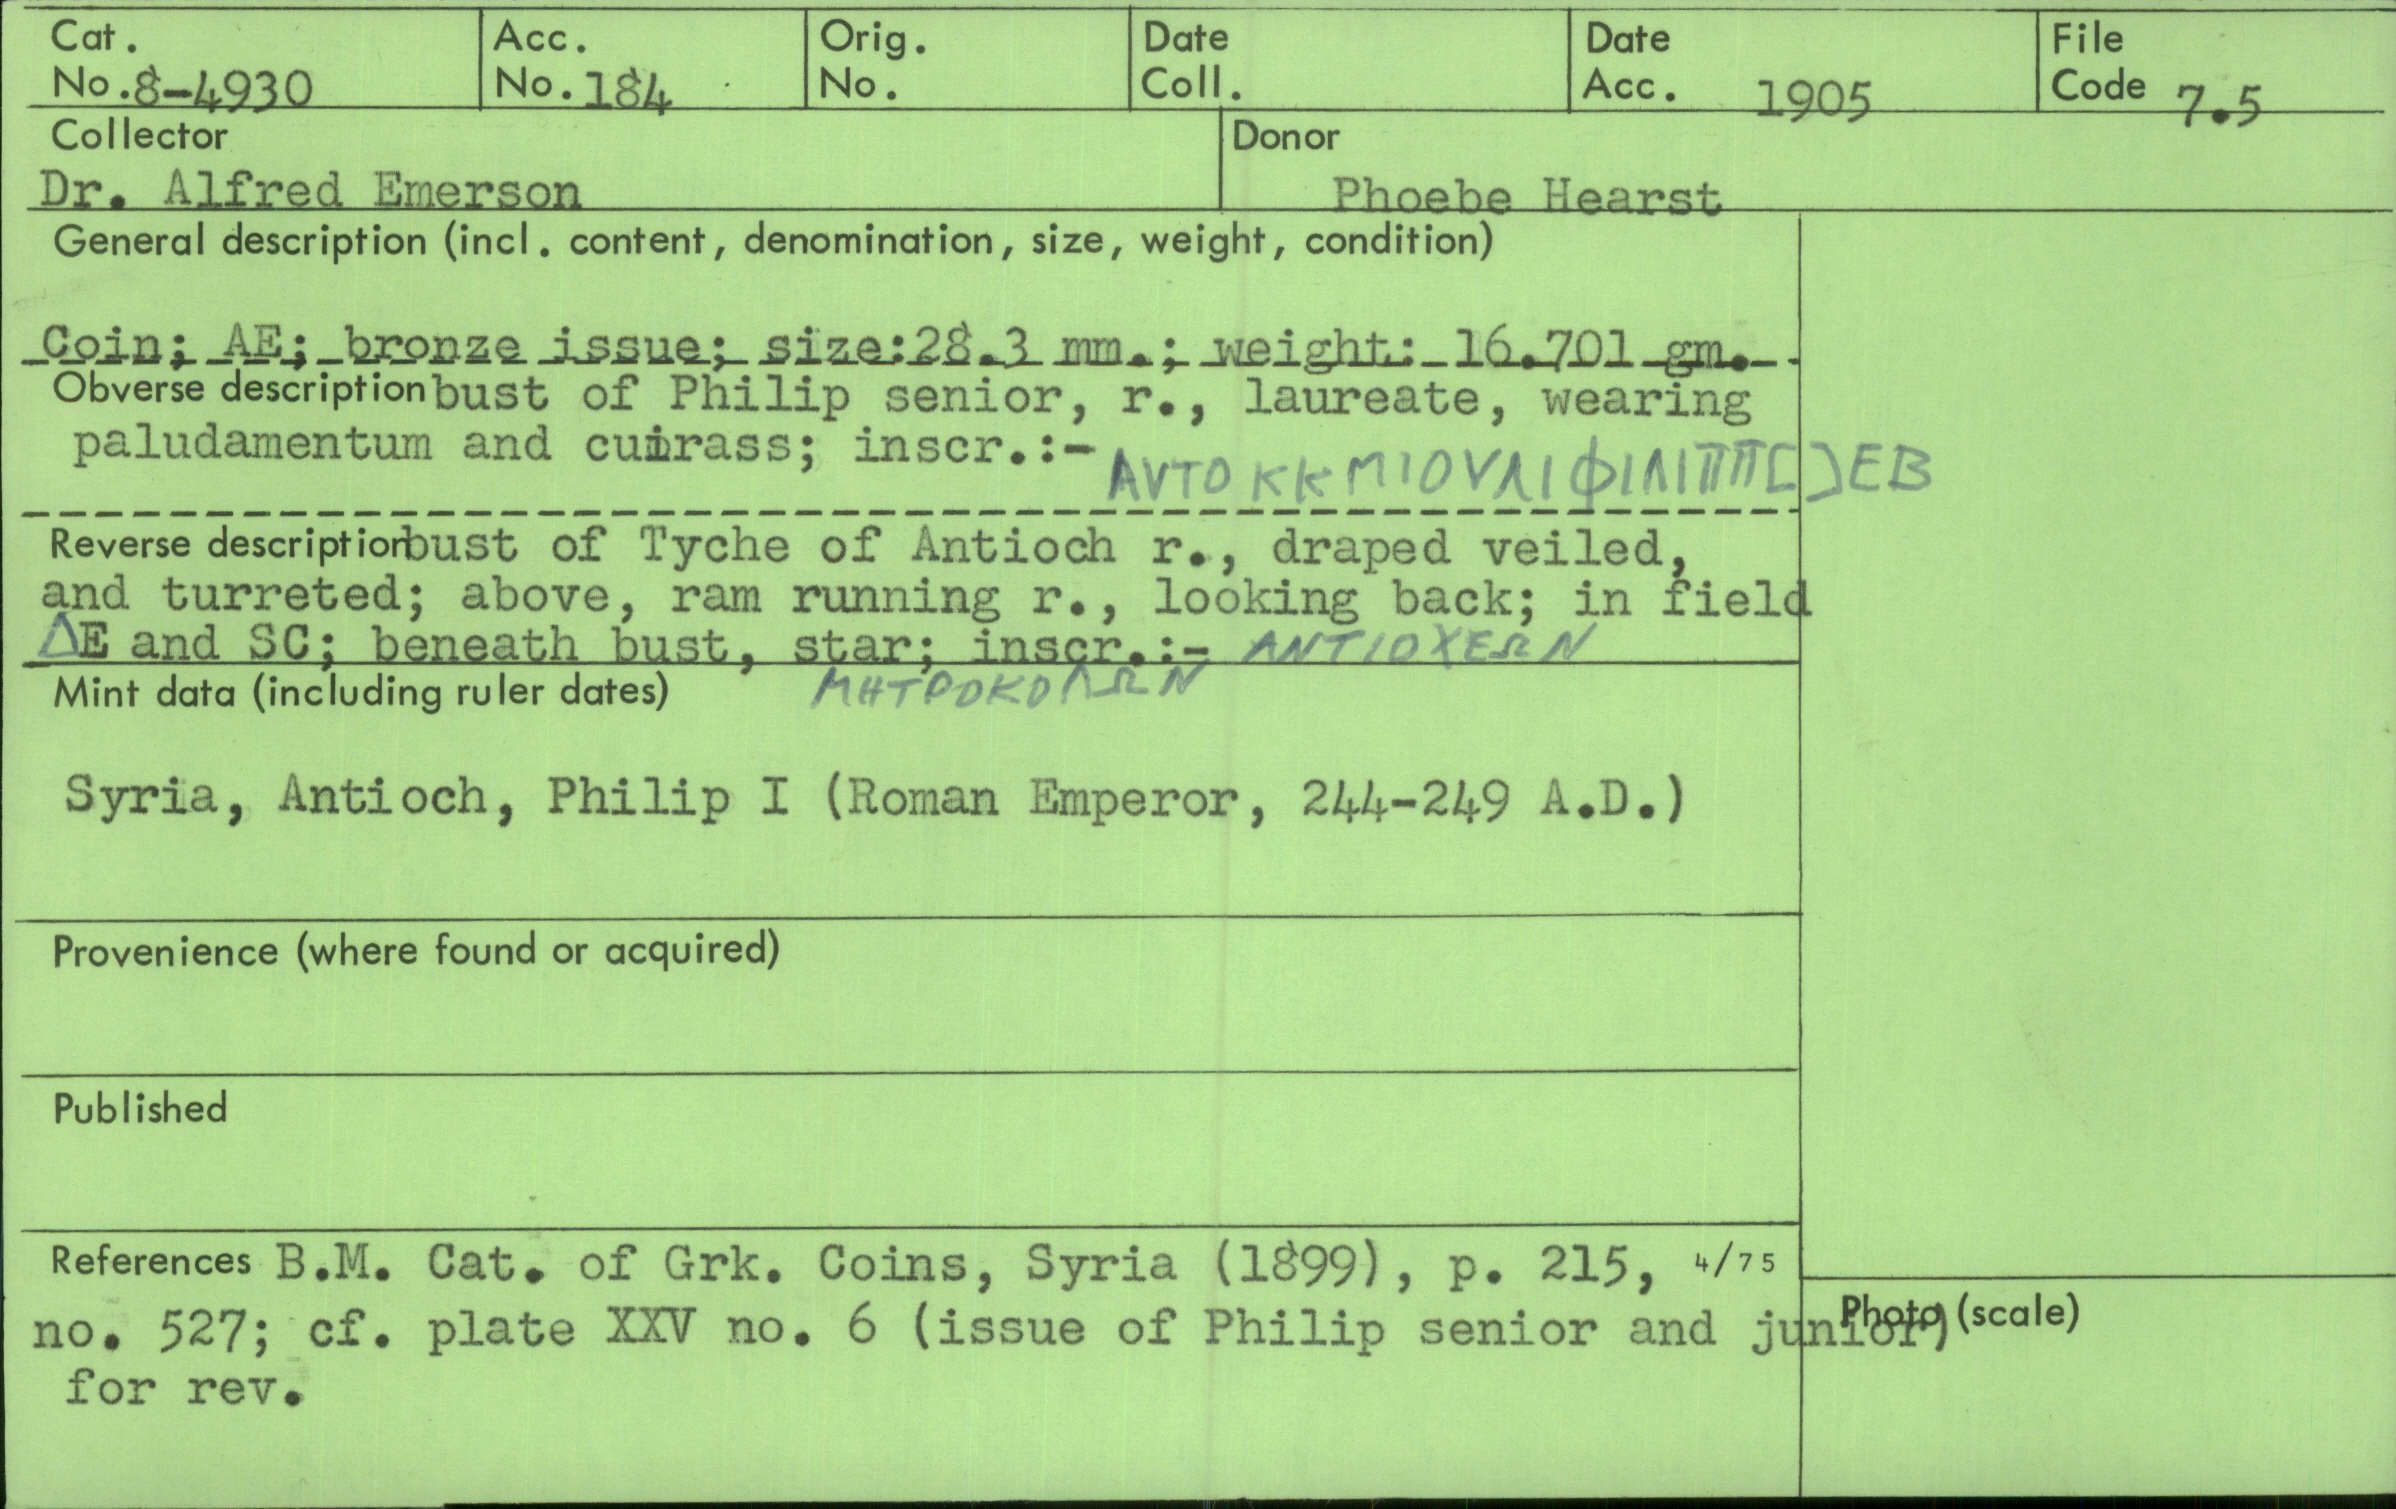 Cat. No. 8-4930 Acc. No. 184 Orig. No. Date Coll. Date Acc. 1905 File Code 7.5
Collector Donor
Dr. Alfred Emerson Phoebe Hearst
General description (incl. content, denomination, size, weight, condition)
Coin; AE; bronze issue; size:28.3 mm.; weight: 16.701 gm.
Obverse description bust of Philip senior, r., laureate, wearing
paludamentum and cuirass; inscr.:- ΑVΤΟΚΚΜΙΟVΛΙΦΙΛΙΠΠ[]ΕΒ
Reverse description bust of Tyche of Antioch r., draped veiled,
and turreted; above, ram running r., looking back; in field
ΔE and SC; beneath bust, star; inscr.:- ΑΝΤΙΟΧΕΩΝ
Mint data (including ruler dates) ΜΗΤΡΟΚΟΛΩΝ
Syria, Antioch, Philip I (Roman Emperor, 244-249 A.D.)
Provenience (where found or acquired)
Published
References B.M. Cat. of Grk. Coins, Syria (1899), p. 215, 4/75
no. 527; cf. plate XXV no. 6 (issue of Philip senior and junior) Photo (scale)
for rev.